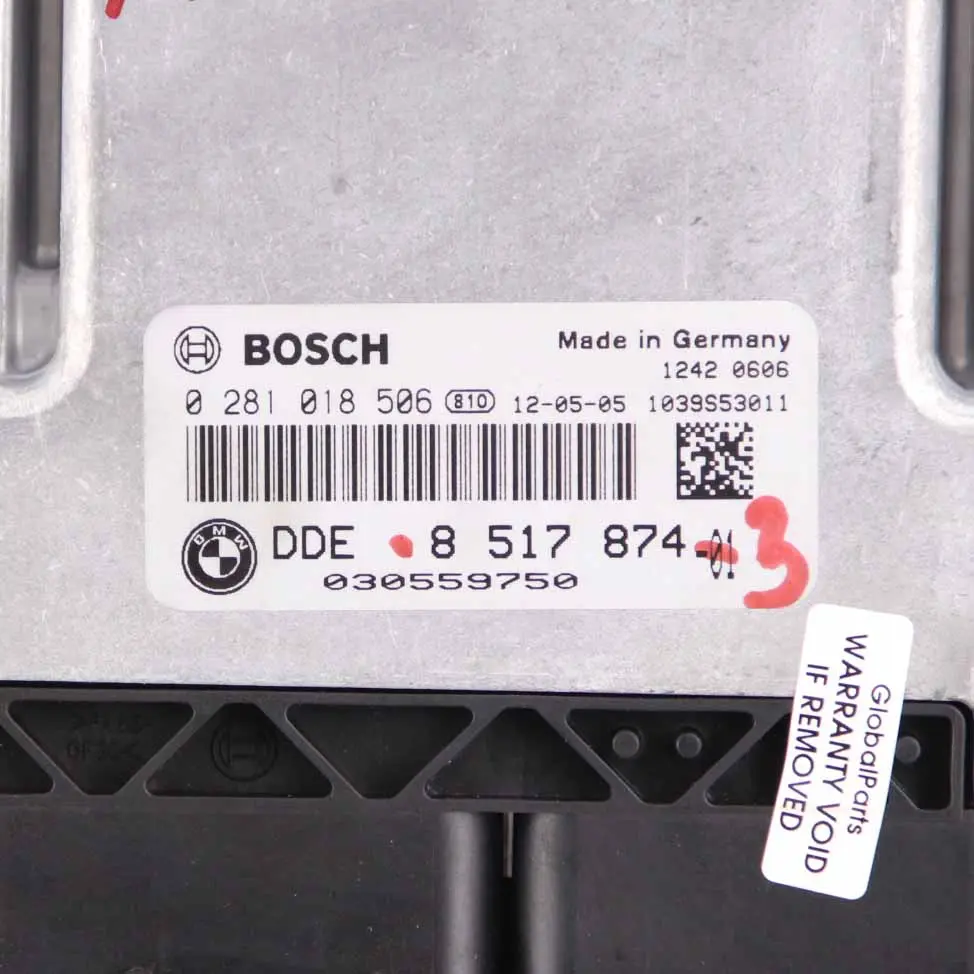 BOSCH
Made in Germany
1242 0606
0 281 018 506 810 12-05-05 1039S53011
BMW
DDE 8 517 874-01 3
030559750
GlobalParts
WARRANTY VOID
IF REMOVED